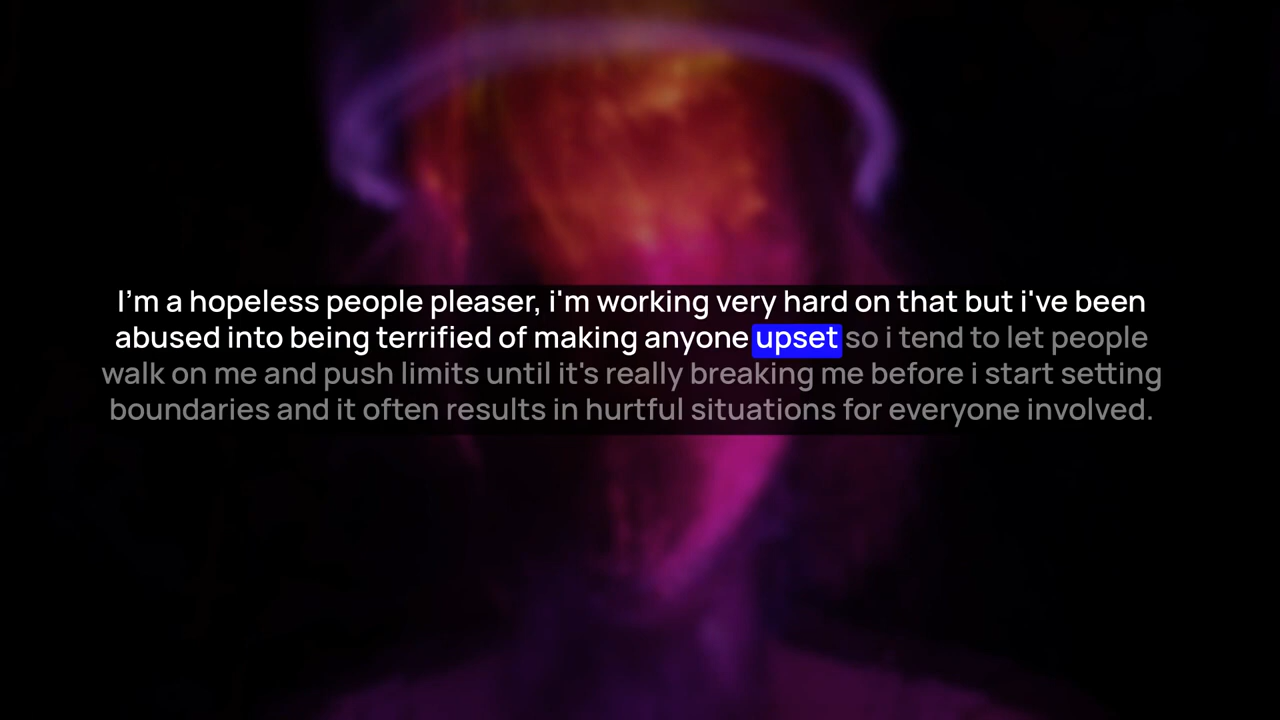 I'm a hopeless people pleaser, i'm working very hard on that but i've been
abused into being terrified of making anyone upset so i tend to let people
walk on me and push limits until it's really breaking me before i start setting
boundaries and it often results in hurtful situations for everyone involved.